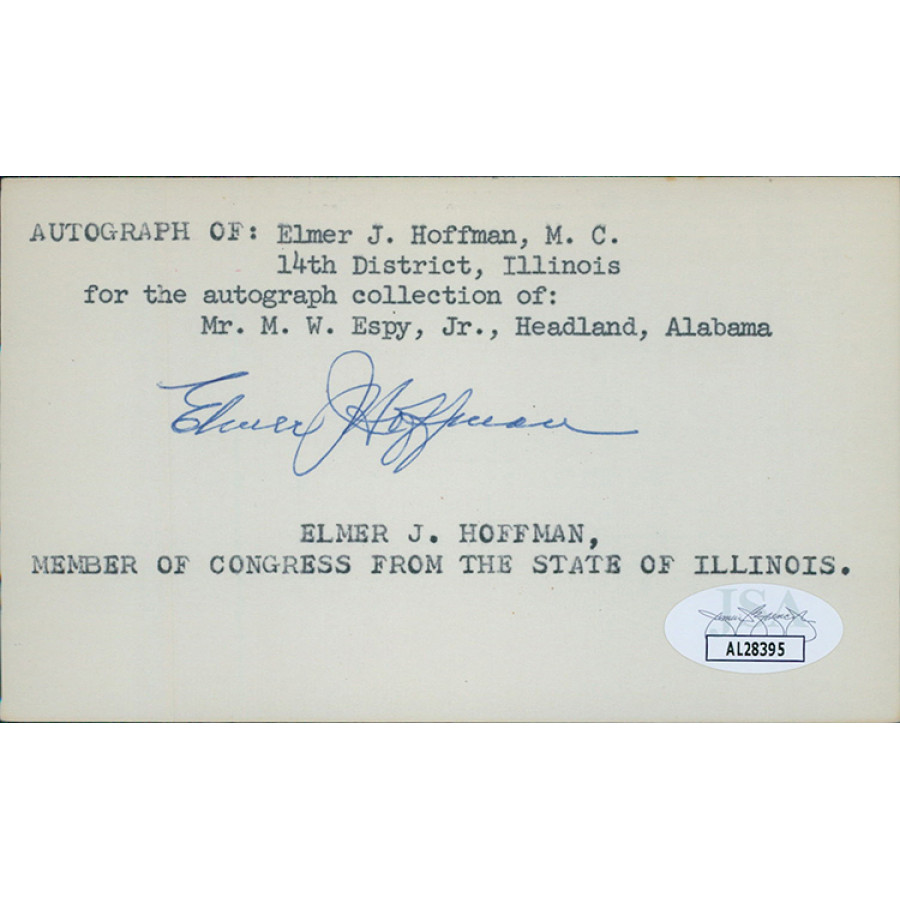 AUTOGRAPH OF: Elmer J. Hoffman, M. C.
14th District, Illinois
for the autograph collection of:
Mr. M. W. Espy, Jr., Headland, Alabama
Elmer J Hoffman
ELMER J. HOFFMAN,
MEMBER OF CONGRESS FROM THE STATE OF ILLINOIS.
JSA
AL28395